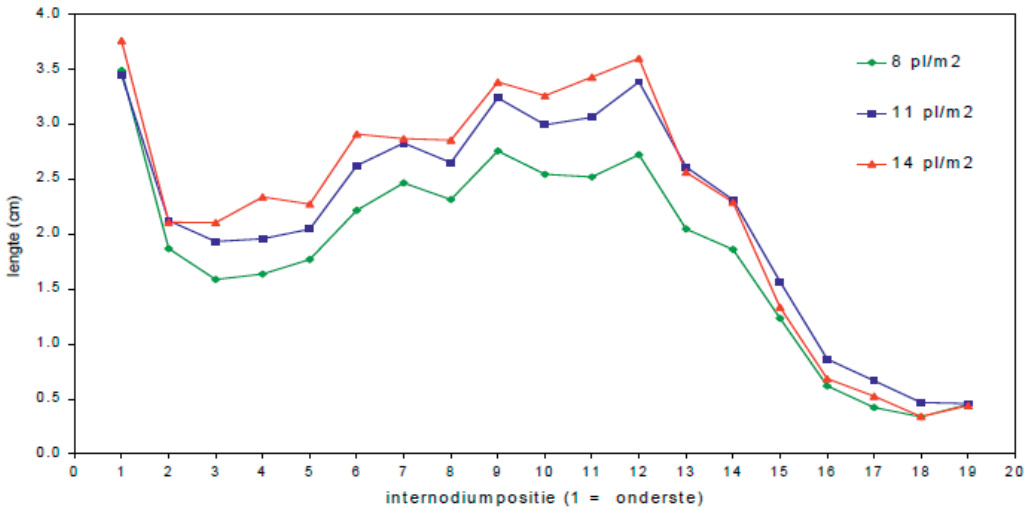 4.0
3.5
3.0
2.5
2.0
1.5
1.0
0.5
0.0
lengte (cm)
8 pl/m2
11 pl/m2
14 pl/m2
0 1 2 3 4 5 6 7 8 9 10 11 12 13 14 15 16 17 18 19 20
internodiumpositie (1 = onderste)